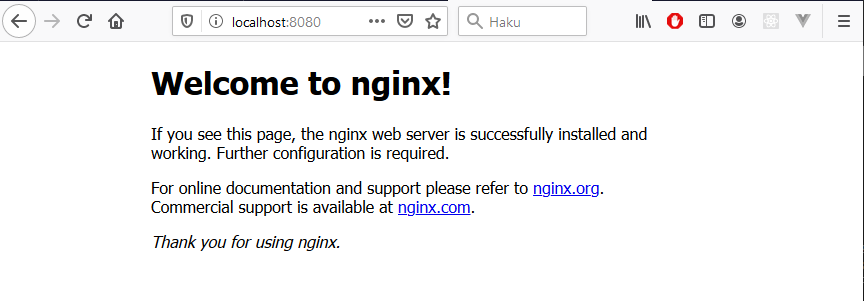 localhost:8080
Haku
Welcome to nginx!
If you see this page, the nginx web server is successfully installed and
working. Further configuration is required.
For online documentation and support please refer to nginx.org.
Commercial support is available at nginx.com.
Thank you for using nginx.